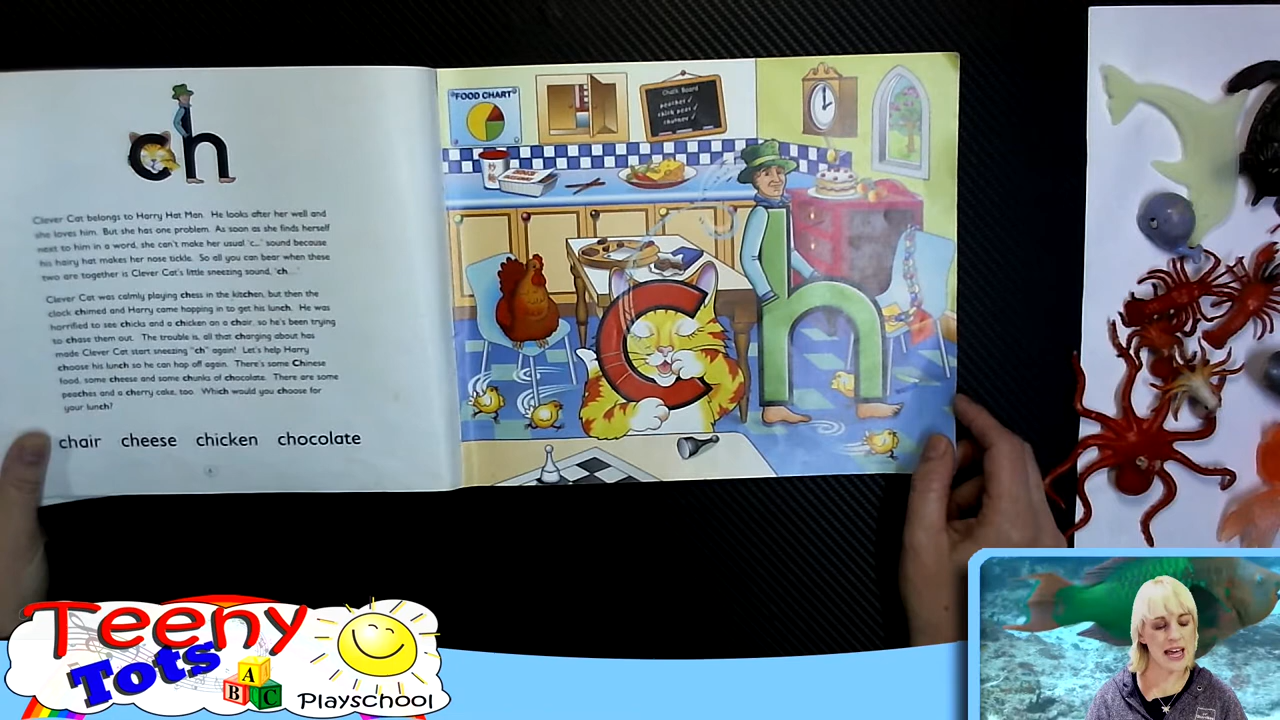 ch
Clever Cat belongs to Harry Hat Man. He looks after her well and
she loves him. But she has one problem. As soon as she finds herself
next to him in a word, she can't make her usual 'c...' sound because
his hairy hat makes her nose tickle. So all you can hear when these
two are together is Clever Cat's little sneezing sound, 'ch...'
Clever Cat was calmly playing chess in the kitchen, but then the
clock chimed and Harry came hopping in to get his lunch. He was
horrified to see chicks and a chicken on a chair, so he's been trying
to chase them out. The trouble is, all that charging about has
made Clever Cat start sneezing "ch" again! Let's help Harry
choose his lunch so he can hop off again. There's some Chinese
food, some cheese and some chunks of chocolate. There are some
peaches and a cherry cake, too. Which would you choose for
your lunch?
chair cheese chicken chocolate
FOOD CHART
Chalk Board
peaches ✓
chick peas ✓
chutney ✓
ch
Teeny
Tots
A
B C
Playschool